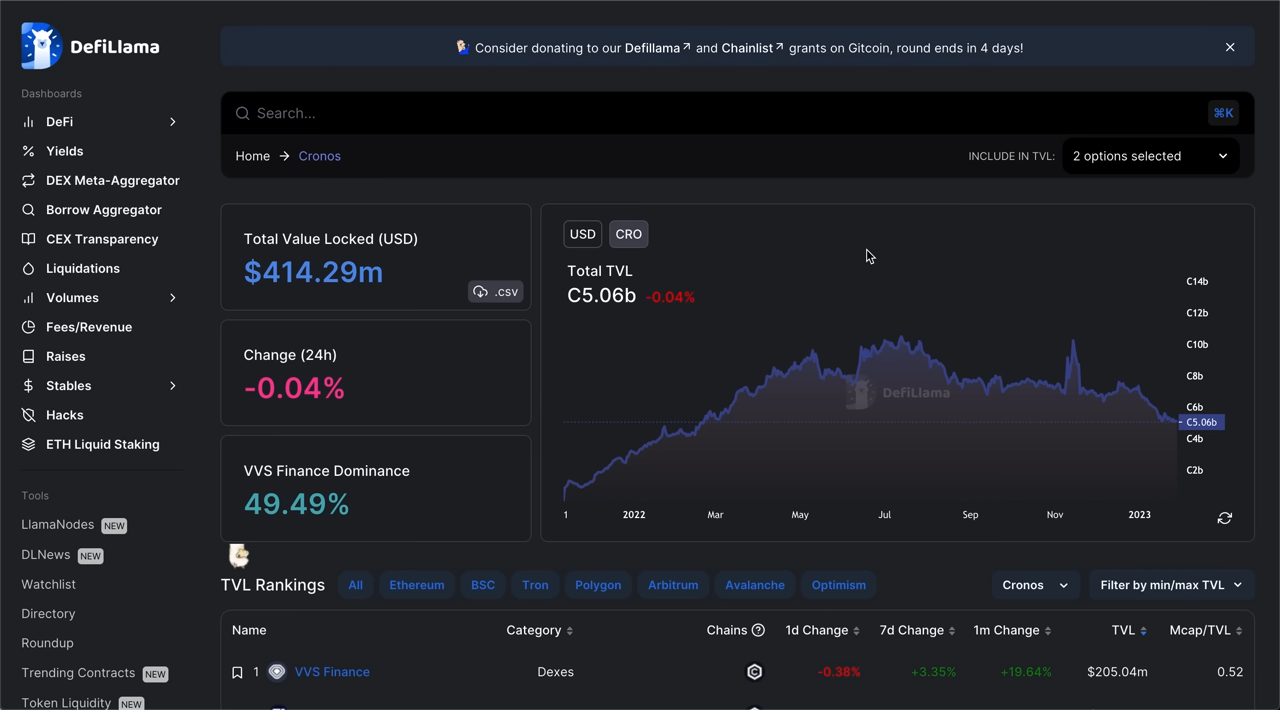 DefiLlama
Consider donating to our Defillama and Chainlist grants on Gitcoin, round ends in 4 days!
Dashboards
DeFi
Yields
DEX Meta-Aggregator
Borrow Aggregator
CEX Transparency
Liquidations
Volumes
Fees/Revenue
Raises
Stables
Hacks
ETH Liquid Staking
Tools
LlamaNodes NEW
DLNews NEW
Watchlist
Directory
Roundup
Trending Contracts NEW
Token Liquidity NEW
Search... ⌘K
Home → Cronos
INCLUDE IN TVL: 2 options selected
Total Value Locked (USD)
$414.29m
.csv
Change (24h)
-0.04%
VVS Finance Dominance
49.49%
USD CRO
Total TVL
C5.06b -0.04%
C14b
C12b
C10b
C8b
C6b
C5.06b
C4b
C2b
DefiLlama
1 2022 Mar May Jul Sep Nov 2023
TVL Rankings All Ethereum BSC Tron Polygon Arbitrum Avalanche Optimism Cronos Filter by min/max TVL
Name Category Chains 1d Change 7d Change 1m Change TVL Mcap/TVL
1 VVS Finance Dexes -0.38% +3.35% +19.64% $205.04m 0.52